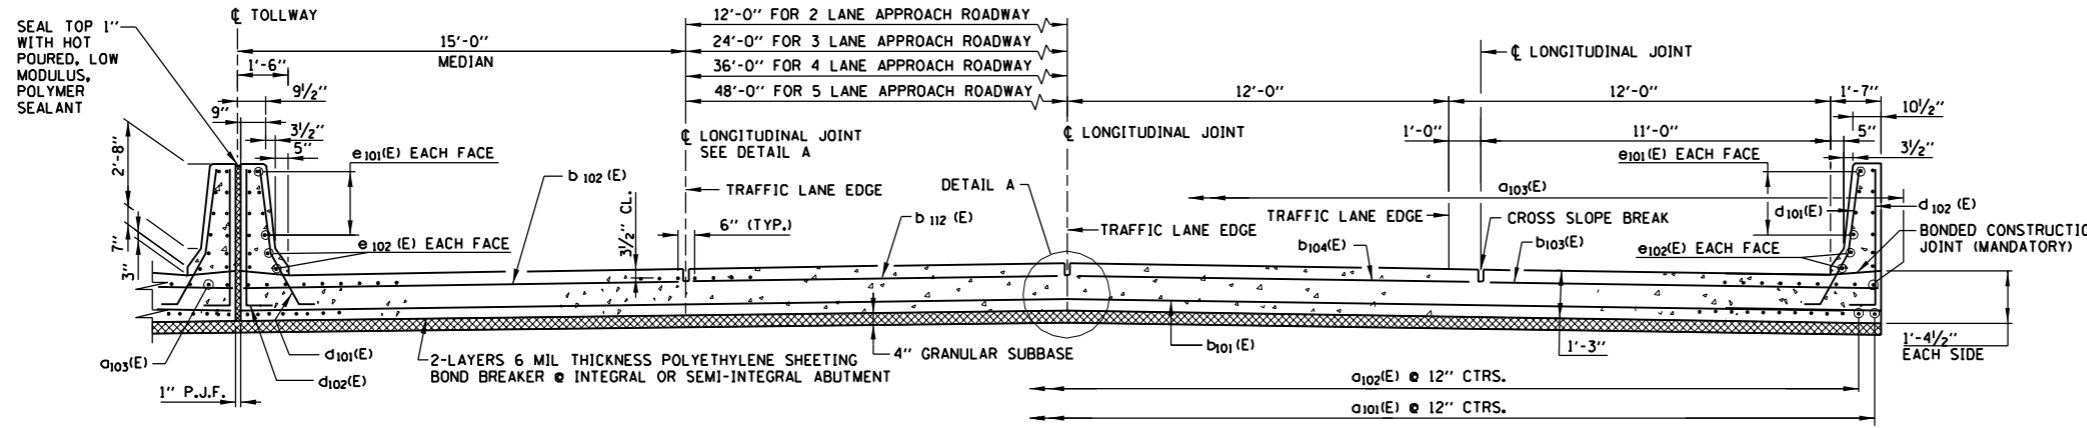 SEAL TOP 1"
WITH HOT
POURED, LOW
MODULUS,
POLYMER
SEALANT
℄ TOLLWAY
15'-0"
MEDIAN
1'-6"
9½"
9"
3½"
5"
2'-8"
7"
3"
e101(E) EACH FACE
e102 (E) EACH FACE
b 102 (E)
12'-0" FOR 2 LANE APPROACH ROADWAY
24'-0" FOR 3 LANE APPROACH ROADWAY
36'-0" FOR 4 LANE APPROACH ROADWAY
48'-0" FOR 5 LANE APPROACH ROADWAY
℄ LONGITUDINAL JOINT
SEE DETAIL A
TRAFFIC LANE EDGE
3½" CL.
6" (TYP.)
DETAIL A
b 112 (E)
℄ LONGITUDINAL JOINT
TRAFFIC LANE EDGE
℄ LONGITUDINAL JOINT
12'-0"
12'-0"
1'-7"
10½"
1'-0"
11'-0"
5"
3½"
e101(E) EACH FACE
a103(E)
TRAFFIC LANE EDGE
CROSS SLOPE BREAK
d101(E)
d 102 (E)
b104(E)
b103(E)
e102(E) EACH FACE
BONDED CONSTRUCTIO
JOINT (MANDATORY)
a103(E)
d101(E)
d102(E)
1" P.J.F.
2-LAYERS 6 MIL THICKNESS POLYETHYLENE SHEETING
BOND BREAKER @ INTEGRAL OR SEMI-INTEGRAL ABUTMENT
4" GRANULAR SUBBASE
b101 (E)
1'-3"
1'-4½"
EACH SIDE
a102(E) @ 12" CTRS.
a101(E) @ 12" CTRS.